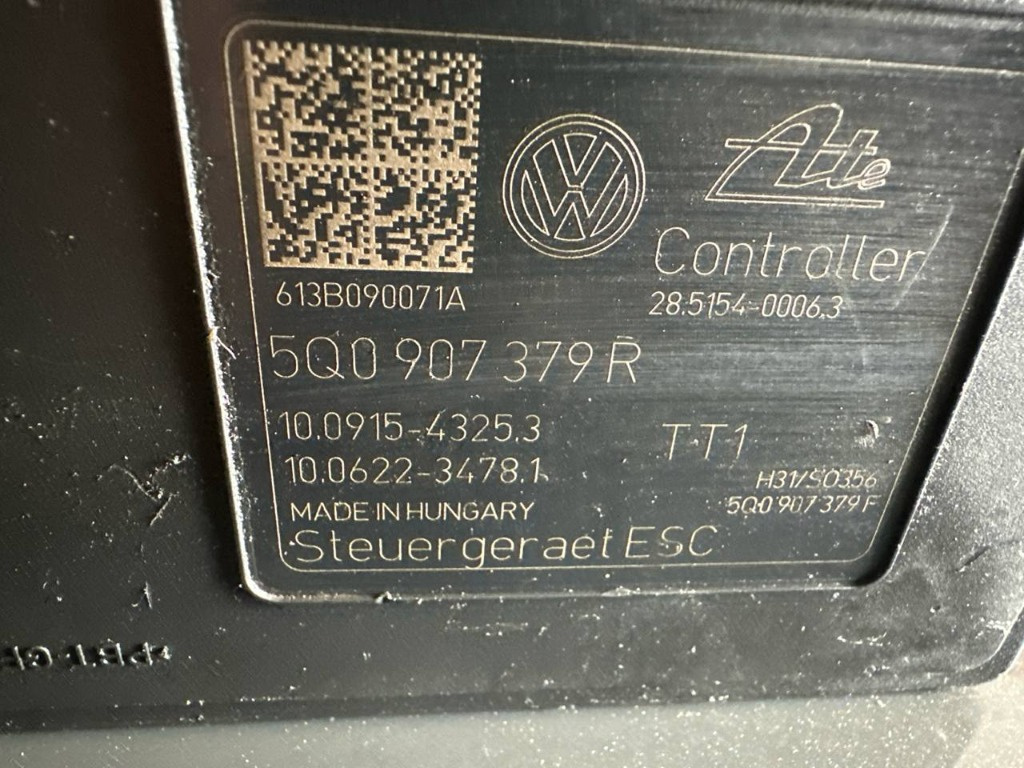 Ate
Controller
28.5154-0006.3
613B090071A
5Q0 907 379 R
10.0915-4325.3
10.0622-3478.1
TT1
H31/S0356
5Q0 907 379 F
MADE IN HUNGARY
Steuergeraet ESC